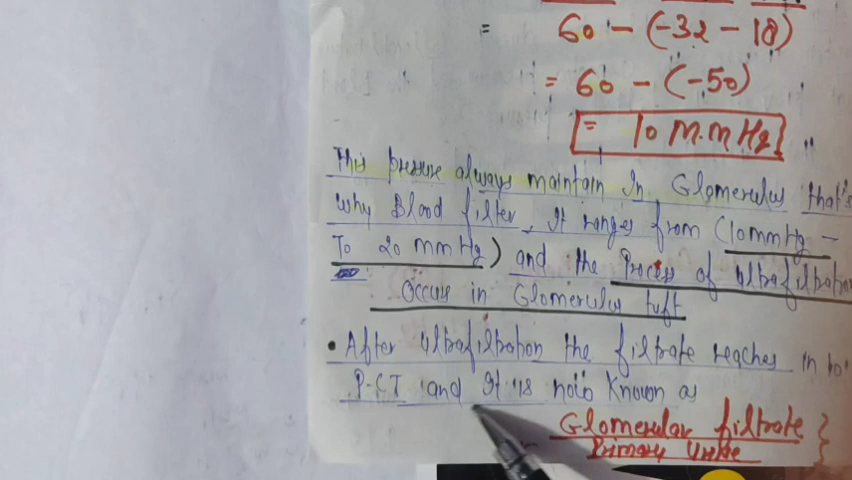 = 60 - (-32 - 18)
= 60 - (-50)
= 10 M.M Hg
This pressure always maintain In Glomerulus that's
why Blood filter, It ranges from (10mmHg -
To 20 mmHg) and the Process of ultrafiltration
Occurs in Glomerular tuft
• After ultrafiltration the filtrate reaches in to
P.C.T and It is now Known as
Glomerular filtrate }
Primary Urine